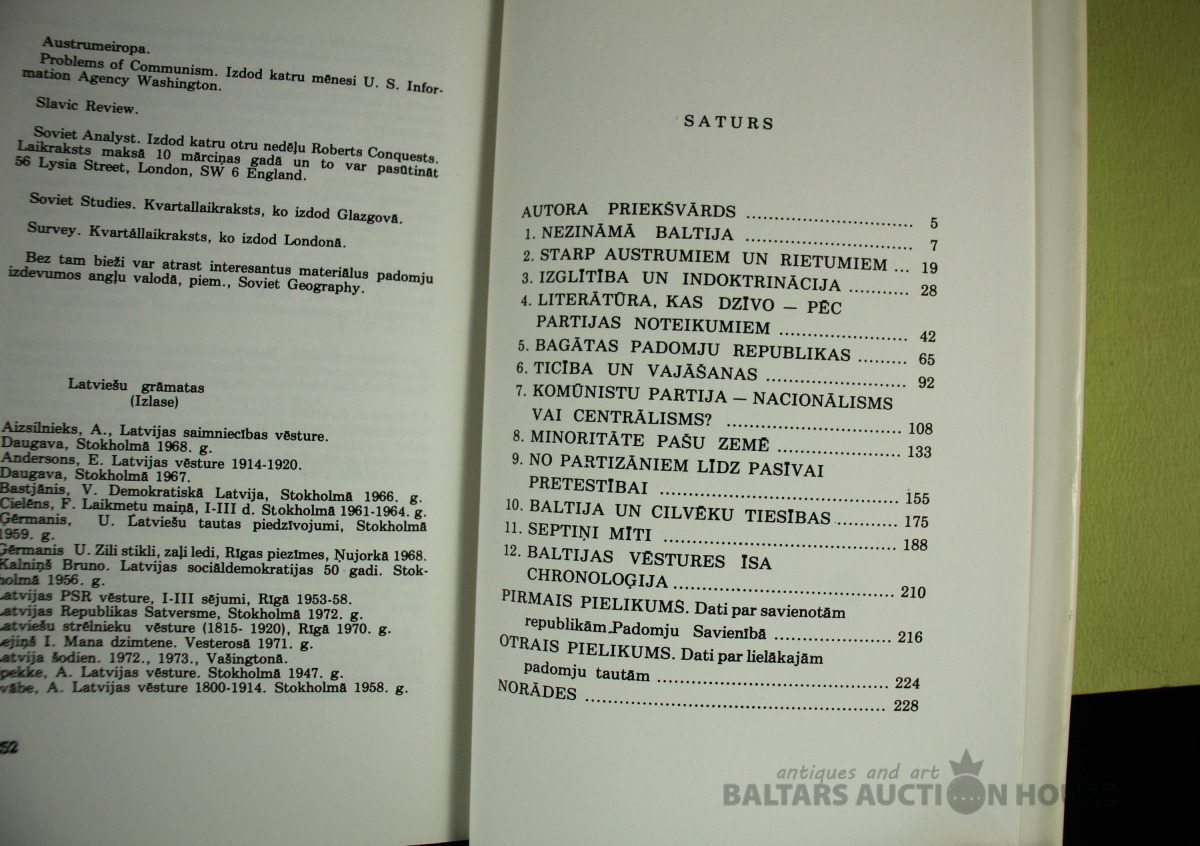 Austrumeiropa.
Problems of Communism. Izdod katru mēnesi U. S. Infor-
mation Agency Washington.
Slavic Review.
Soviet Analyst. Izdod katru otru nedēļu Roberts Conquests.
Laikraksts maksā 10 mārciņas gadā un to var pasūtināt
56 Lysia Street, London, SW 6 England.
Soviet Studies. Kvartallaikraksts, ko izdod Glazgovā.
Survey. Kvartāllaikraksts, ko izdod Londonā.
Bez tam bieži var atrast interesantus materiālus padomju
izdevumos angļu valodā, piem., Soviet Geography.
Latviešu grāmatas
(Izlase)
Aizsilnieks, A., Latvijas saimniecības vēsture.
Daugava, Stokholmā 1968. g.
Andersons, E. Latvijas vēsture 1914-1920.
Daugava, Stokholmā 1967.
Bastjānis, V. Demokratiskā Latvija, Stokholmā 1966. g.
Cielēns, F. Laikmetu maiņā, I-III d. Stokholmā 1961-1964. g.
Ģērmanis, U. Latviešu tautas piedzīvojumi, Stokholmā
1959. g.
Ģērmanis U. Zili stikli, zaļi ledi, Rīgas piezīmes, Ņujorkā 1968.
Kalniņš Bruno. Latvijas sociāldemokratijas 50 gadi. Stok-
holmā 1956. g.
atvijas PSR vēsture, I-III sējumi, Rīgā 1953-58.
atvijas Republikas Satversme, Stokholmā 1972. g.
atviešu strēlnieku vēsture (1815- 1920), Rīgā 1970. g.
ejiņš I. Mana dzimtene. Vesterosā 1971. g.
atvija šodien. 1972., 1973., Vašingtonā.
pekke, A. Latvijas vēsture. Stokholmā 1947. g.
vābe, A. Latvijas vēsture 1800-1914. Stokholmā 1958. g.
52
SATURS
AUTORA PRIEKŠVĀRDS .................... 5
1. NEZINĀMĀ BALTIJA .................... 7
2. STARP AUSTRUMIEM UN RIETUMIEM ... 19
3. IZGLĪTĪBA UN INDOKTRINĀCIJA .......... 28
4. LITERĀTŪRA, KAS DZĪVO — PĒC
PARTIJAS NOTEIKUMIEM .................... 42
5. BAGĀTAS PADOMJU REPUBLIKAS ........ 65
6. TICĪBA UN VAJĀŠANAS .................... 92
7. KOMŪNISTU PARTIJA — NACIONĀLISMS
VAI CENTRĀLISMS? .................... 108
8. MINORITĀTE PAŠU ZEMĒ .................... 133
9. NO PARTIZĀNIEM LĪDZ PASĪVAI
PRETESTĪBAI .................... 155
10. BALTIJA UN CILVĒKU TIESĪBAS .......... 175
11. SEPTIŅI MĪTI .................... 188
12. BALTIJAS VĒSTURES ĪSA
CHRONOLOĢIJA .................... 210
PIRMAIS PIELIKUMS. Dati par savienotām
republikām Padomju Savienībā .................... 216
OTRAIS PIELIKUMS. Dati par lielākajām
padomju tautām .................... 224
NORĀDES .................... 228
antiques and art
BALTARS AUCTION HOUSE